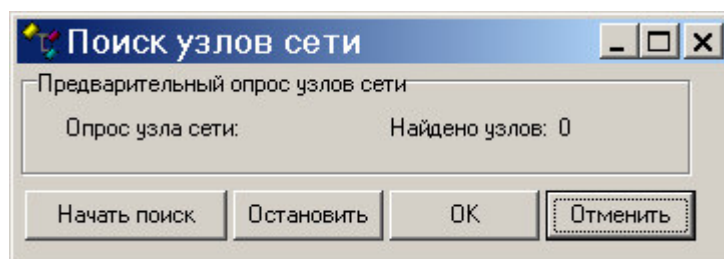 Поиск узлов сети
Предварительный опрос узлов сети
Опрос узла сети: Найдено узлов: 0
Начать поиск Остановить OK Отменить